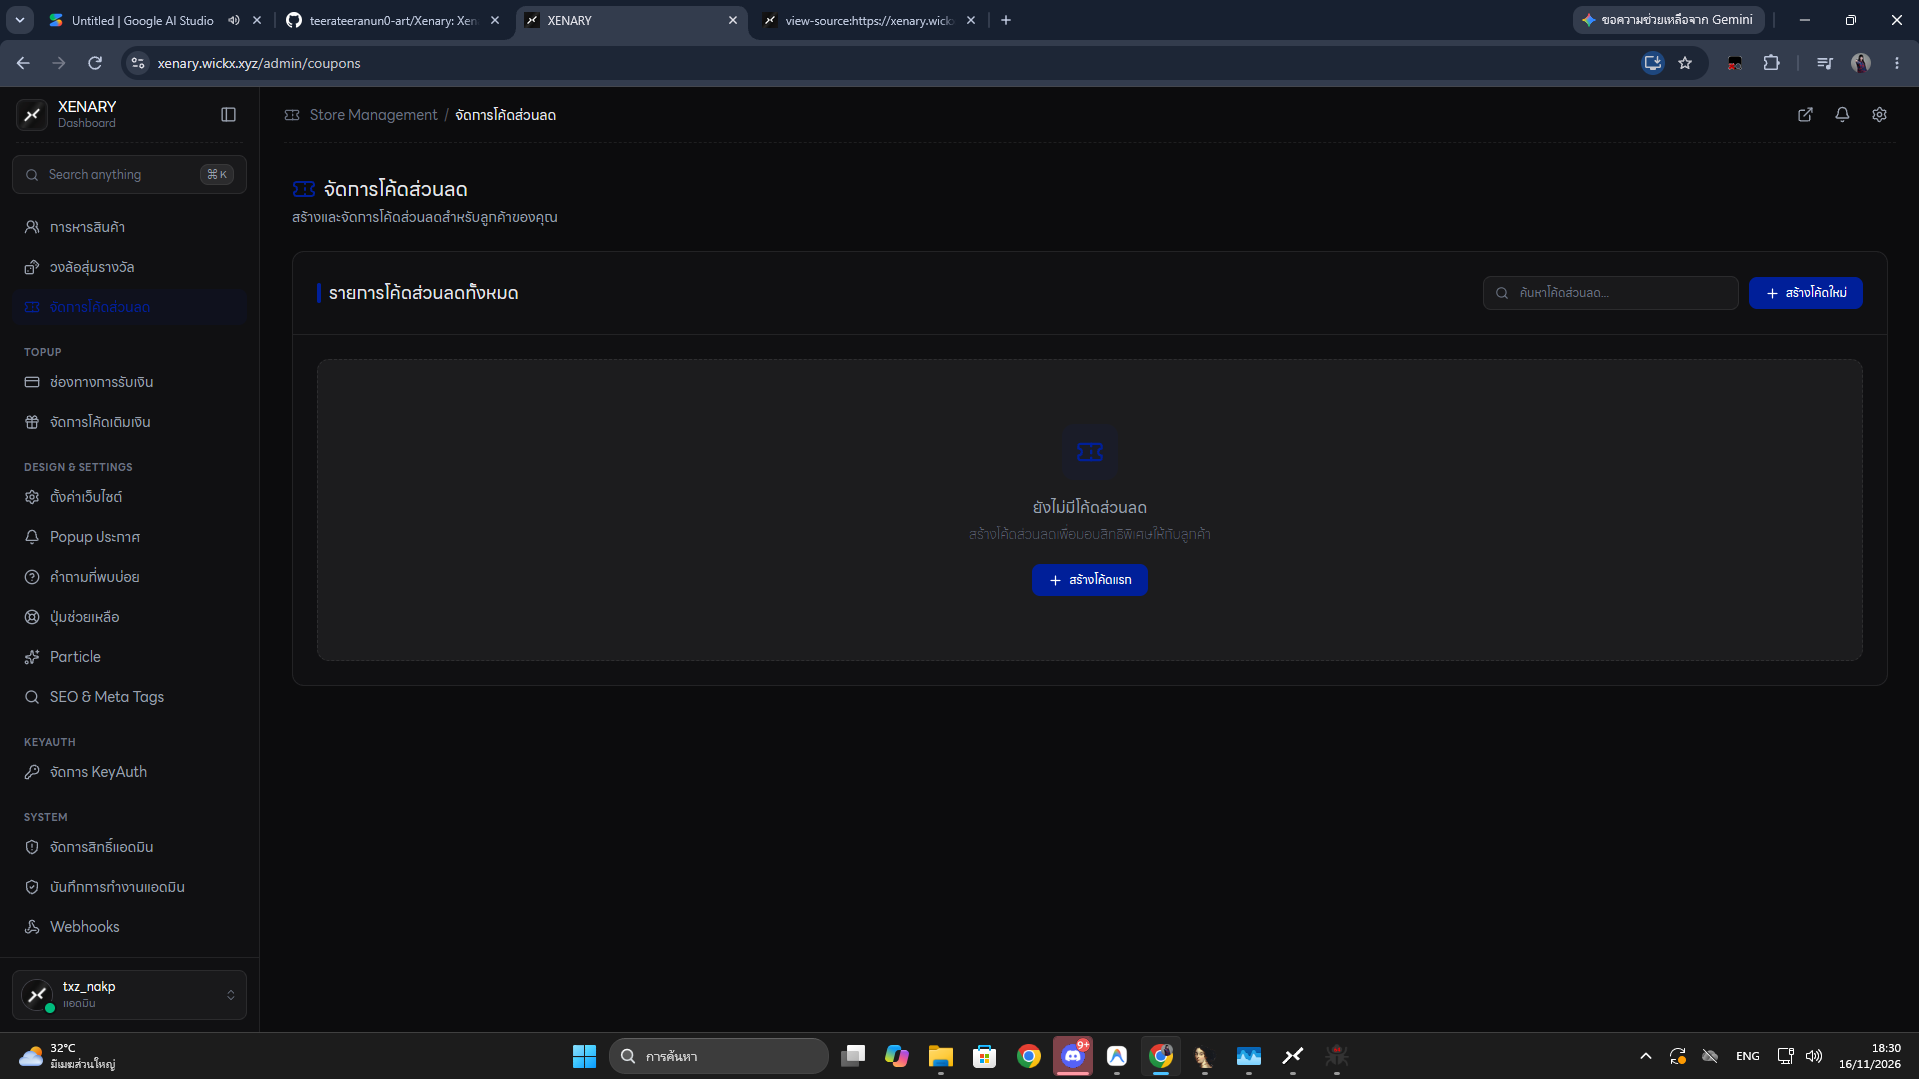 Untitled | Google AI Studio
teerateeranun0-art/Xenary: Xen
XENARY
view-source:https://xenary.wick
ขอความช่วยเหลือจาก Gemini
xenary.wickx.xyz/admin/coupons
XENARY
Dashboard
Search anything
⌘ K
การหารสินค้า
วงล้อสุ่มรางวัล
จัดการโค้ดส่วนลด
TOPUP
ช่องทางการรับเงิน
จัดการโค้ดเติมเงิน
DESIGN & SETTINGS
ตั้งค่าเว็บไซต์
Popup ประกาศ
คำถามที่พบบ่อย
ปุ่มช่วยเหลือ
Particle
SEO & Meta Tags
KEYAUTH
จัดการ KeyAuth
SYSTEM
จัดการสิทธิ์แอดมิน
บันทึกการทำงานแอดมิน
Webhooks
txz_nakp
แอดมิน
Store Management / จัดการโค้ดส่วนลด
จัดการโค้ดส่วนลด
สร้างและจัดการโค้ดส่วนลดสำหรับลูกค้าของคุณ
รายการโค้ดส่วนลดทั้งหมด
ค้นหาโค้ดส่วนลด...
สร้างโค้ดใหม่
ยังไม่มีโค้ดส่วนลด
สร้างโค้ดส่วนลดเพื่อมอบสิทธิพิเศษให้กับลูกค้า
สร้างโค้ดแรก
32°C
มีเมฆส่วนใหญ่
การค้นหา
9+
ENG
18:30
16/11/2026